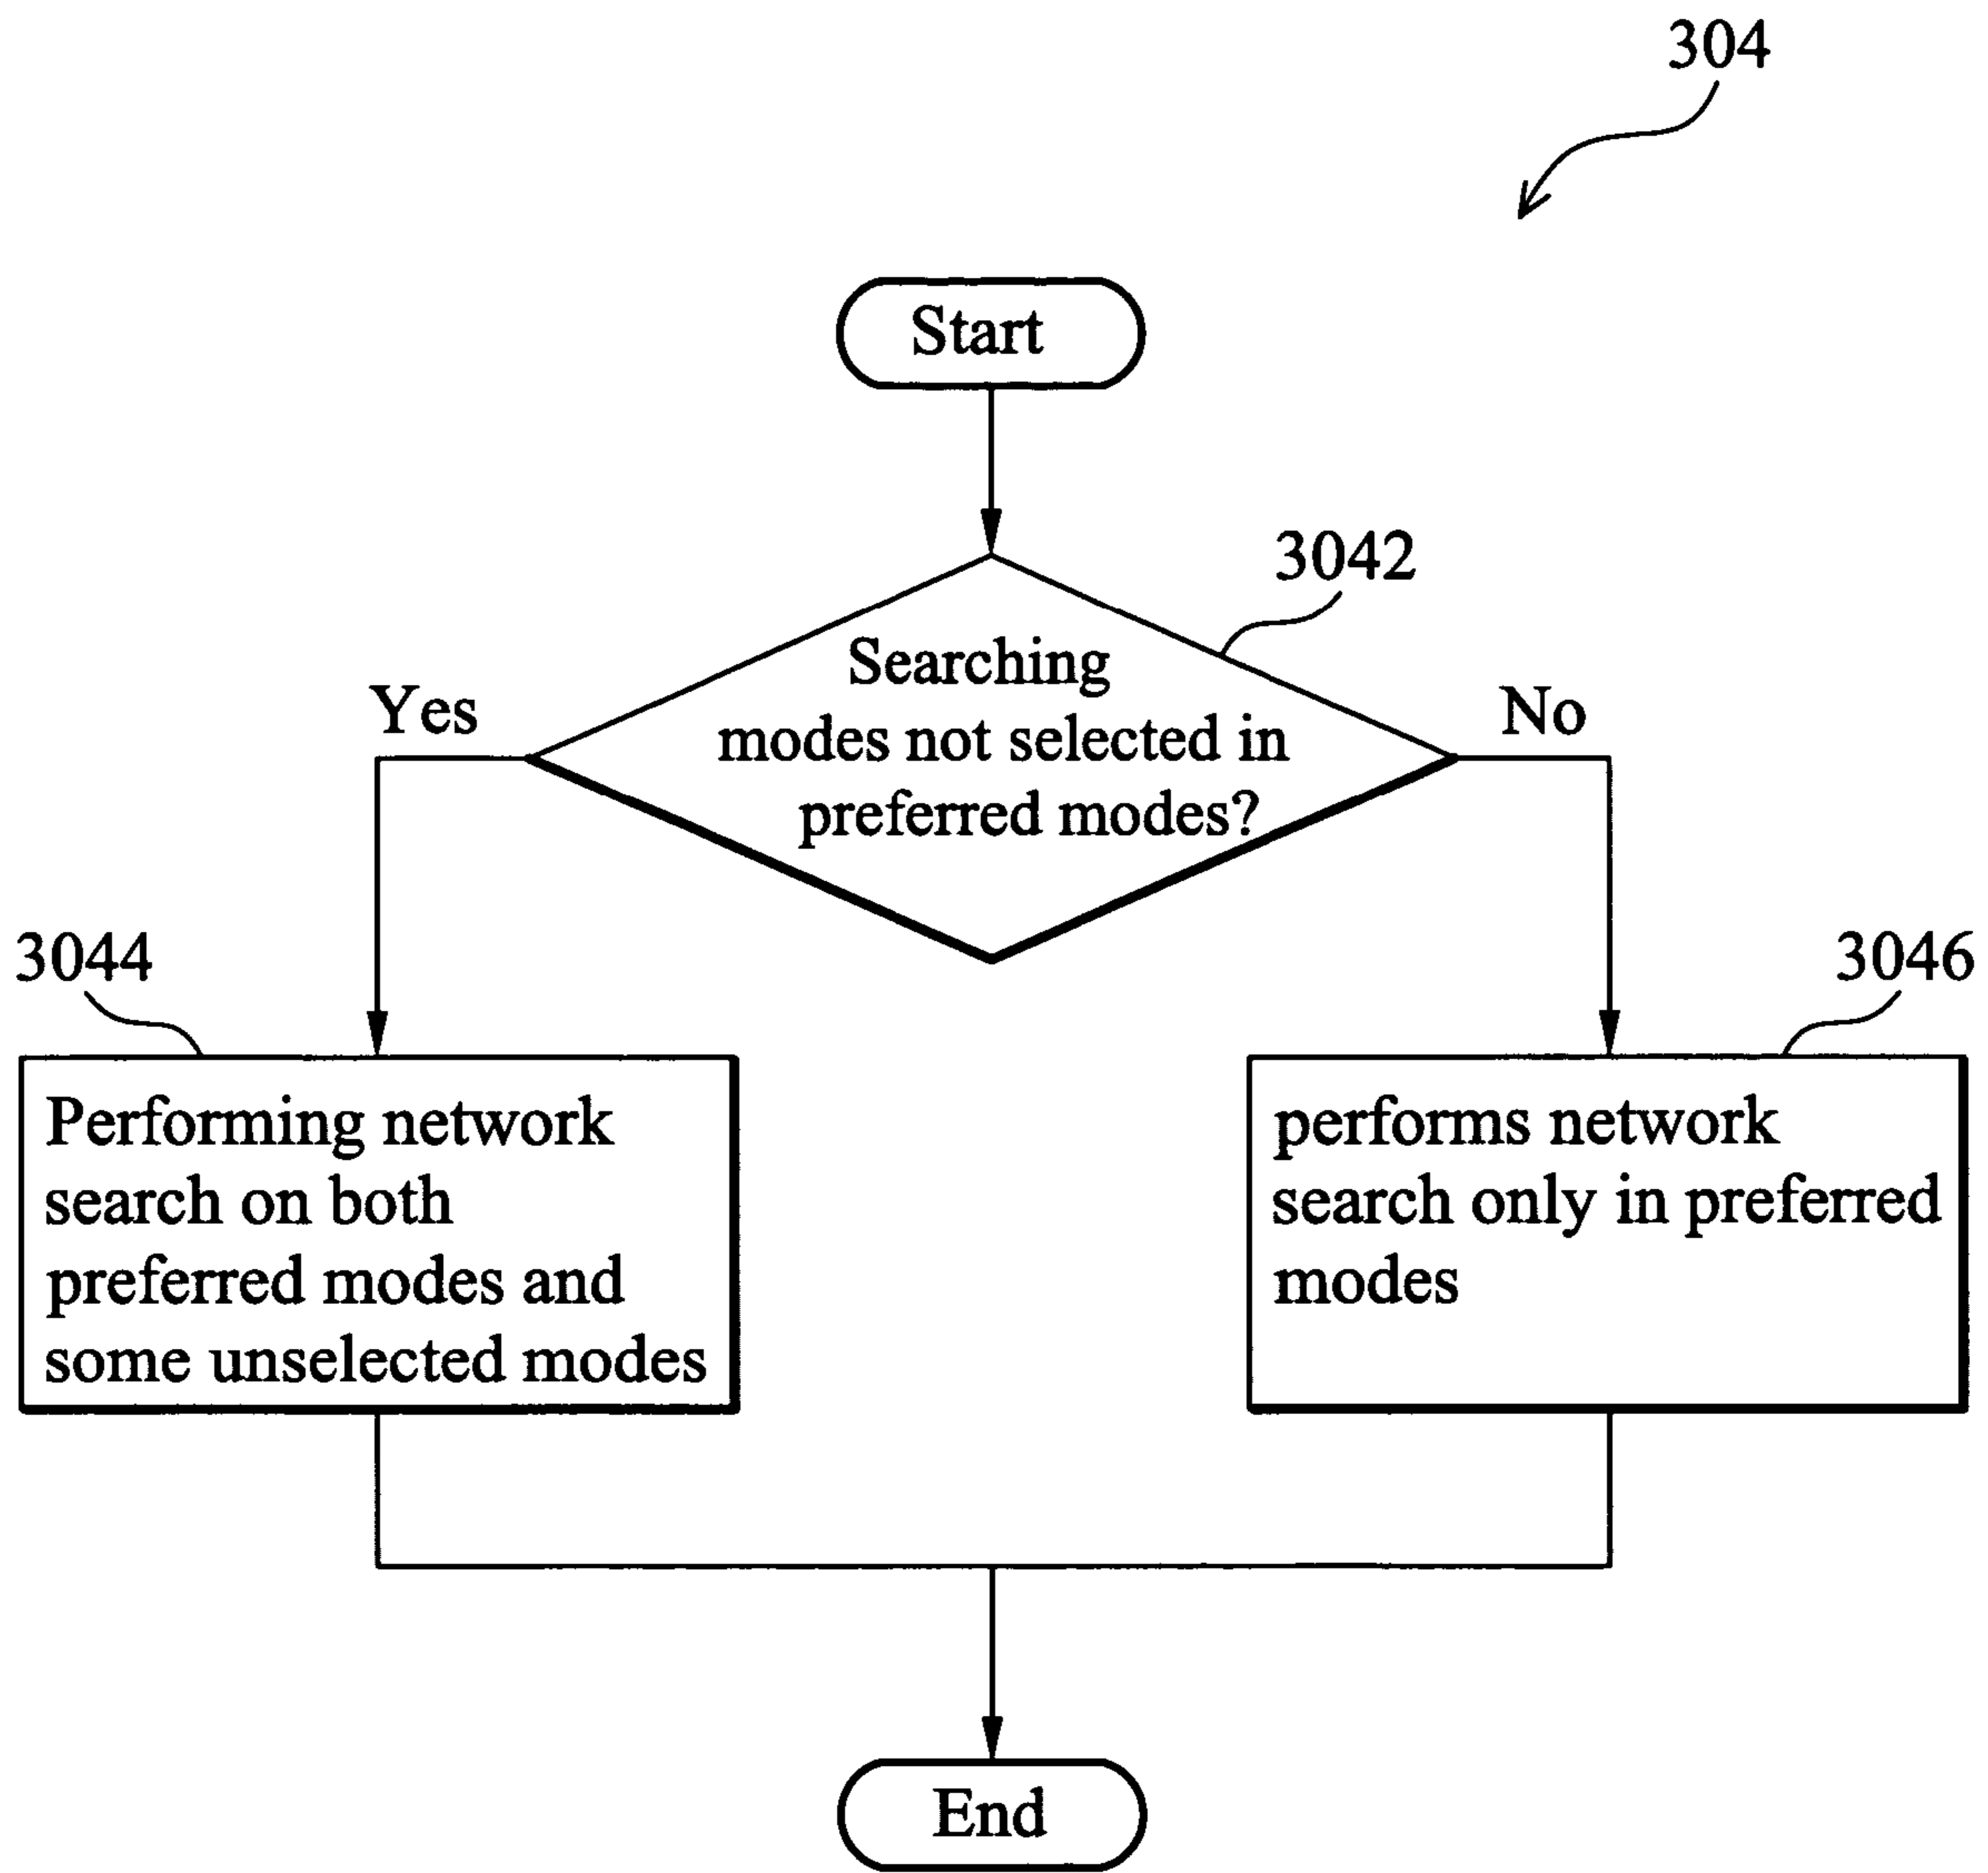 304
Start
3042
Searching
modes not selected in
preferred modes?
Yes
No
3044
3046
Performing network
search on both
preferred modes and
some unselected modes
performs network
search only in preferred
modes
End